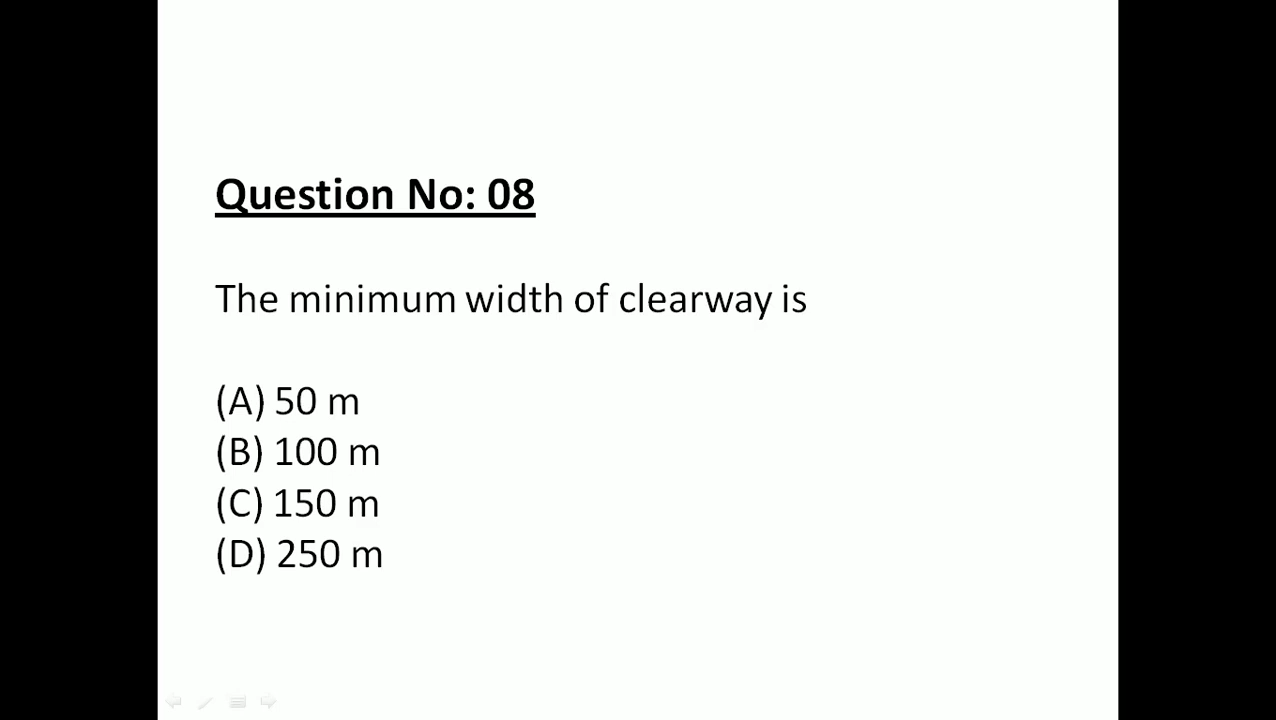 Question No: 08
The minimum width of clearway is
(A) 50 m
(B) 100 m
(C) 150 m
(D) 250 m